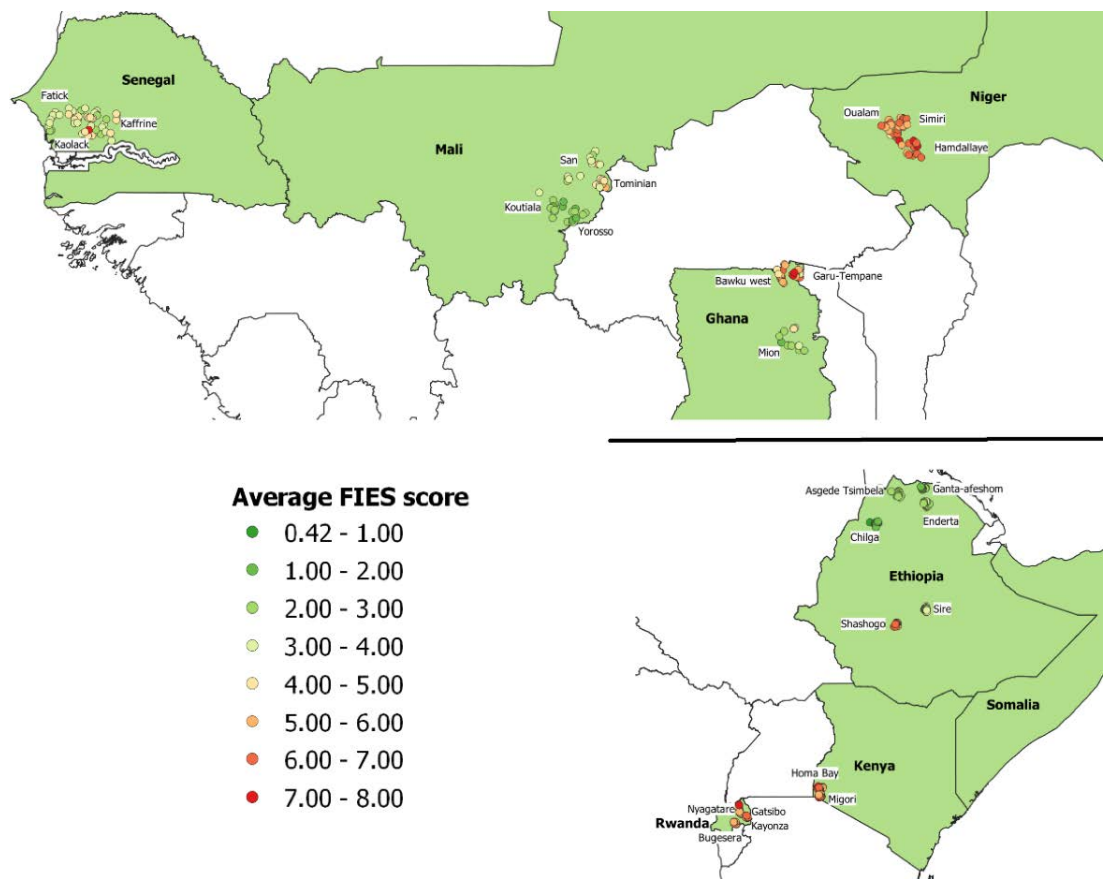 Senegal
Fatick
Kaffrine
Kaolack
Mali
San
Tominian
Koutiala
Yorosso
Niger
Oualam
Simiri
Hamdallaye
Bawku west
Garu-Tempane
Ghana
Mion
Average FIES score
0.42 - 1.00
1.00 - 2.00
2.00 - 3.00
3.00 - 4.00
4.00 - 5.00
5.00 - 6.00
6.00 - 7.00
7.00 - 8.00
Asgede Tsimbela
Ganta-afeshom
Enderta
Chilga
Ethiopia
Sire
Shashogo
Somalia
Kenya
Homa Bay
Migori
Nyagatare
Gatsibo
Rwanda
Kayonza
Bugesera